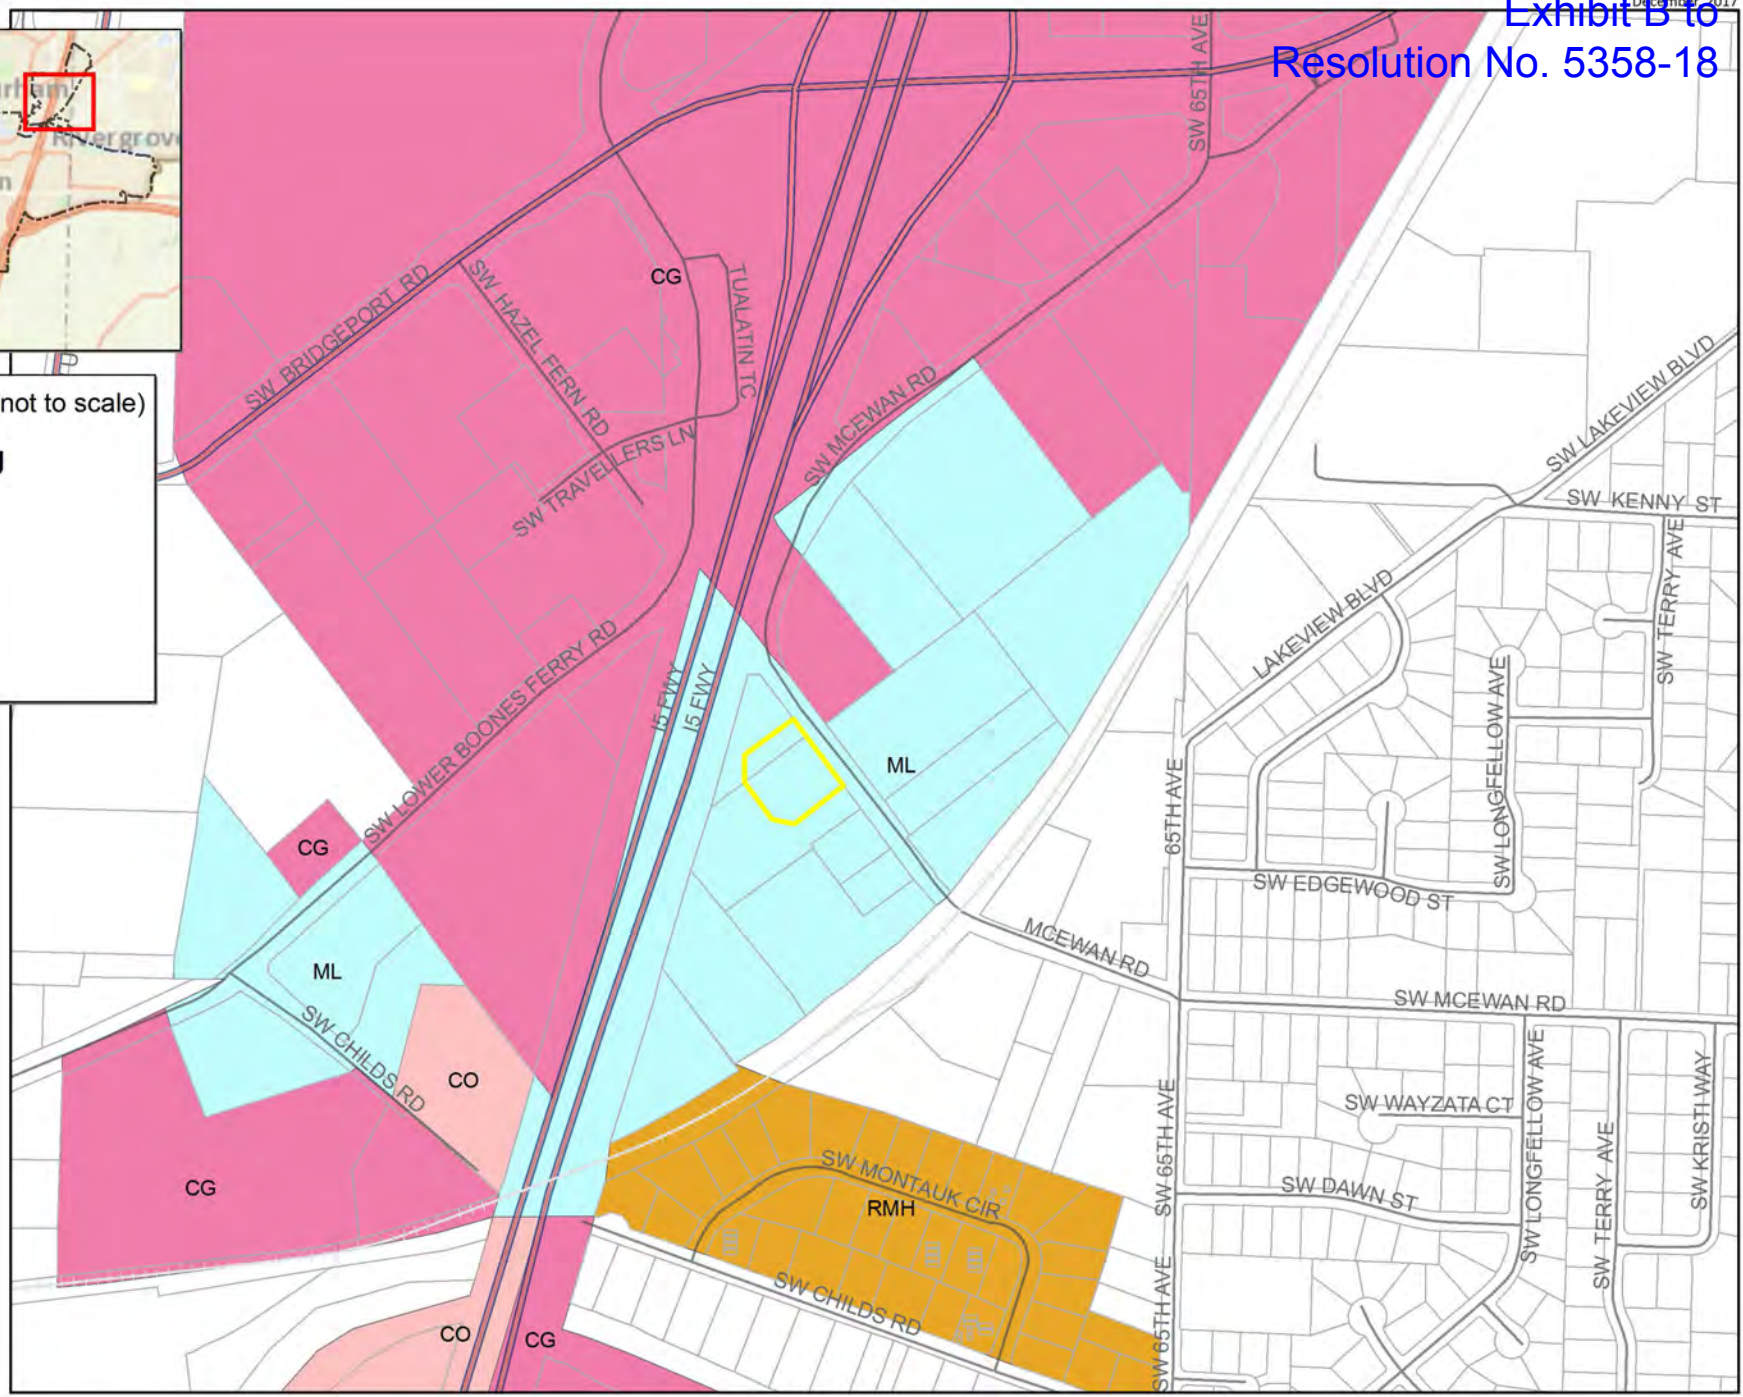 December 2017
Exhibit B to
Resolution No. 5358-18
Rivergrove
not to scale)
SW 65TH AVE
SW BRIDGEPORT RD
SW HAZEL FERN RD
CG
TUALATIN TC
SW TRAVELLERS LN
SW MCEWAN RD
SW LAKEVIEW BLVD
SW KENNY ST
SW TERRY AVE
LAKEVIEW BLVD
SW LOWER BOONES FERRY RD
I5 FWY
I5 FWY
SW LONGFELLOW AVE
ML
65TH AVE
CG
SW EDGEWOOD ST
MCEWAN RD
ML
SW MCEWAN RD
SW CHILDS RD
CO
SW WAYZATA CT
SW LONGFELLOW AVE
SW KRISTI WAY
SW 65TH AVE
SW TERRY AVE
CG
SW MONTAUK CIR
RMH
SW DAWN ST
SW CHILDS RD
SW 65TH AVE
CO
CG